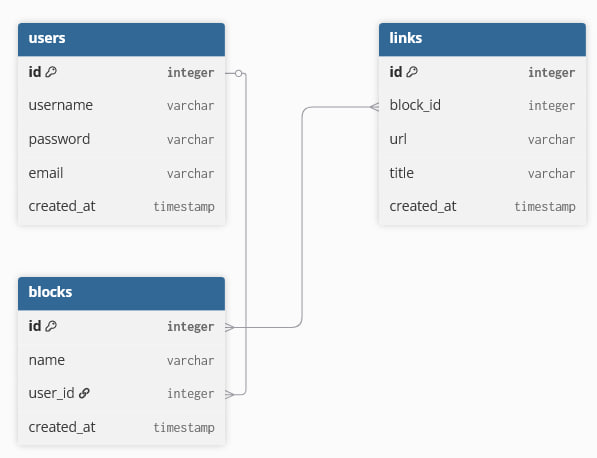 users
id integer
username varchar
password varchar
email varchar
created_at timestamp
links
id integer
block_id integer
url varchar
title varchar
created_at timestamp
blocks
id integer
name varchar
user_id integer
created_at timestamp